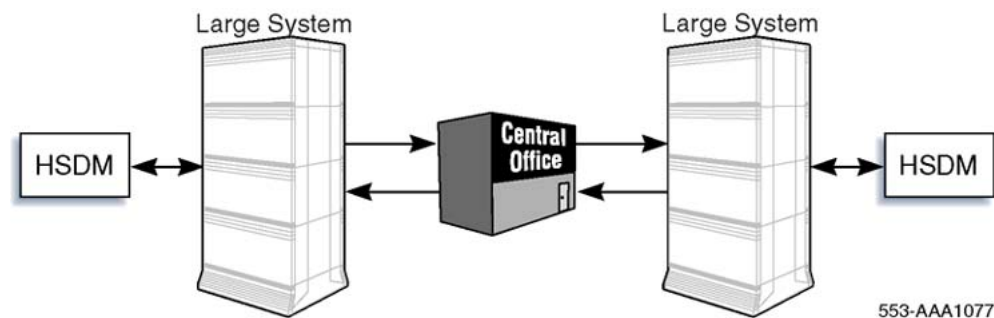 Large System
Large System
HSDM
Central
Office
HSDM
553-AAA1077